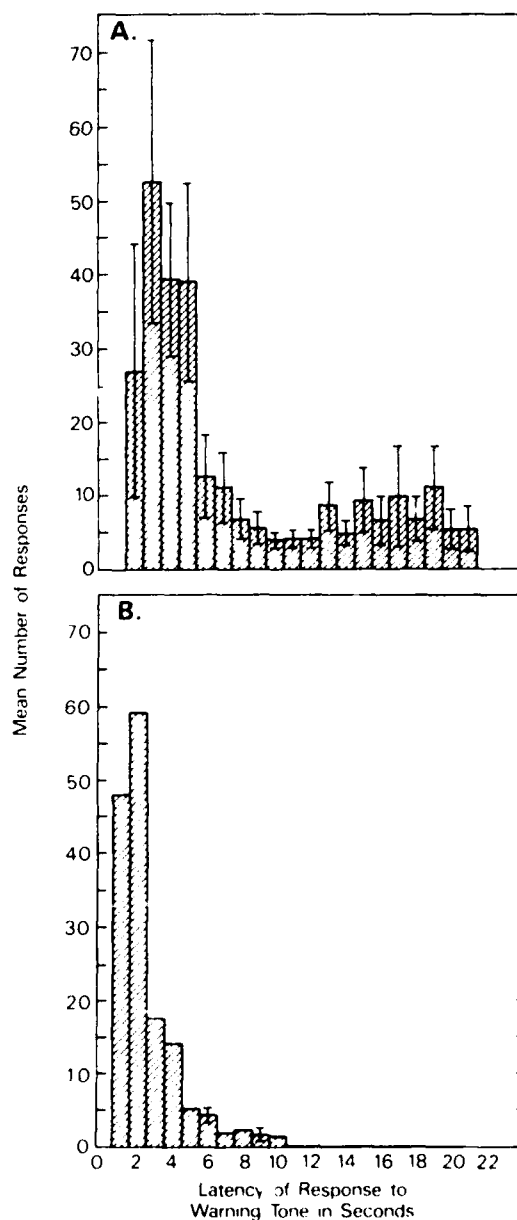 A.
70
60
50
40
30
20
10
0
Mean Number of Responses
B.
70
60
50
40
30
20
10
0
0 2 4 6 8 10 12 14 16 18 20 22
Latency of Response to
Warning Tone in Seconds